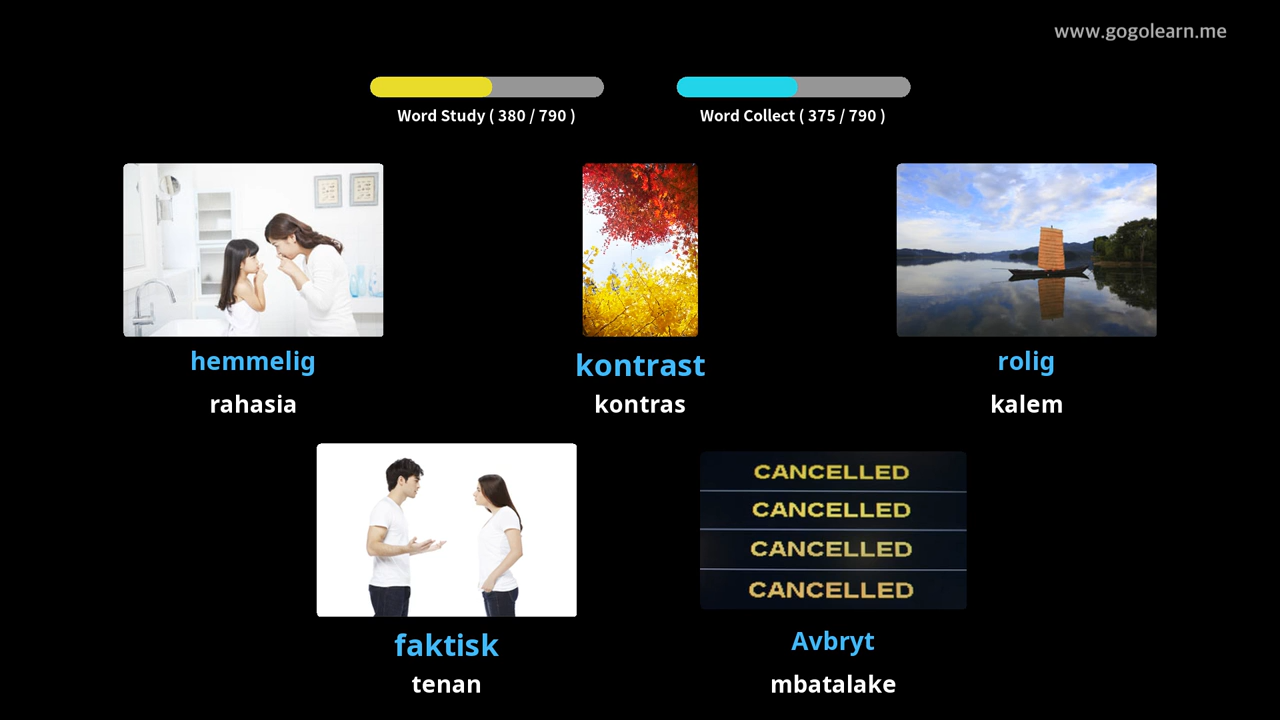 www.gogolearn.me
Word Study ( 380 / 790 )
Word Collect ( 375 / 790 )
hemmelig
rahasia
kontrast
kontras
rolig
kalem
CANCELLED
CANCELLED
CANCELLED
CANCELLED
faktisk
tenan
Avbryt
mbatalake